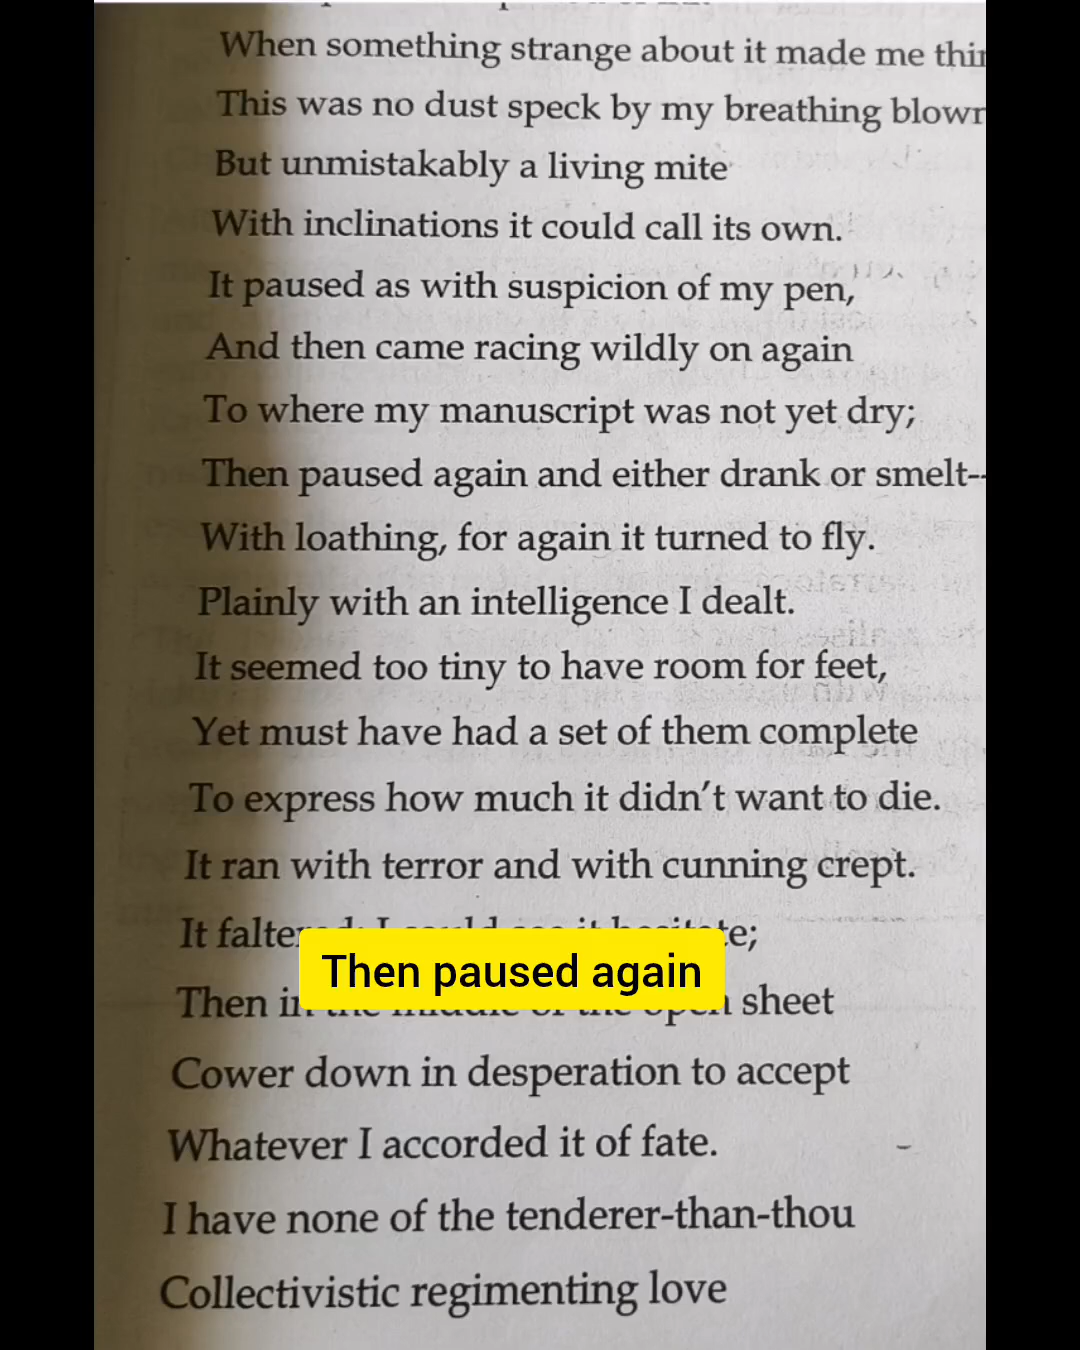 When something strange about it made me
This was no dust speck by my breathing
But unmistakably a living mite
With inclinations it could call its own.
It paused as with suspicion of my pen,
And then came racing wildly on again
To where my manuscript was not yet dry;
Then paused again and either drank or smelt--
With loathing, for again it turned to fly.
Plainly with an intelligence I dealt.
It seemed too tiny to have room for feet,
Yet must have had a set of them complete
To express how much it didn't want to die.
It ran with terror and with cunning crept.
It
Then paused again
Then sheet
Cower down in desperation to accept
Whatever I accorded it of fate.
I have none of the tenderer-than-thou
Collectivistic regimenting love